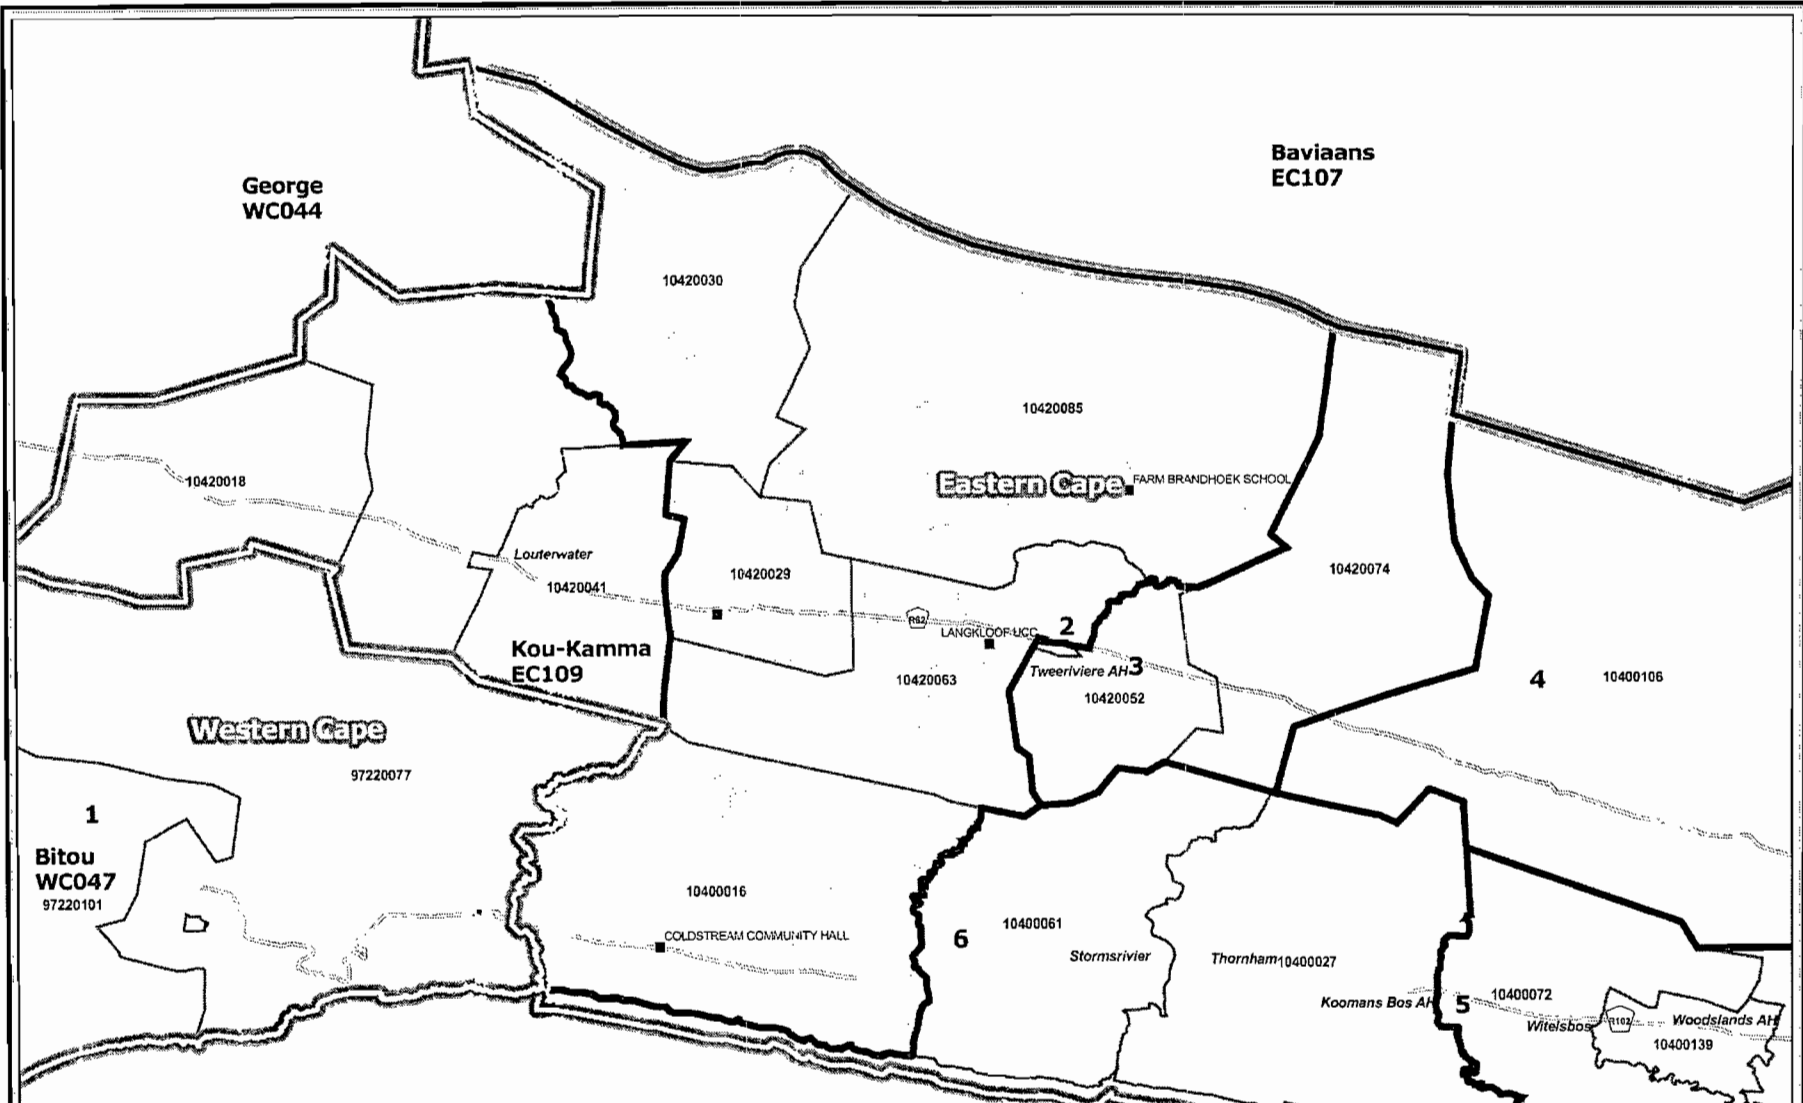 Baviaans
EC107
George
WC044
10420030
10420085
Eastern Cape
FARM BRANDHOEK SCHOOL
10420018
Louterwater
10420041
10420029
10420074
R62
LANGKLOOF UCC
2
Tweeriviere AH
3
10420052
Kou-Kamma
EC109
10420063
4
10400106
Western Cape
97220077
1
Bitou
WC047
97220101
10400016
COLDSTREAM COMMUNITY HALL
6
10400061
Stormsrivier
Thornham
10400027
Koomans Bos AH
5
10400072
Witelsbos
R102
Woodslands AH
10400139